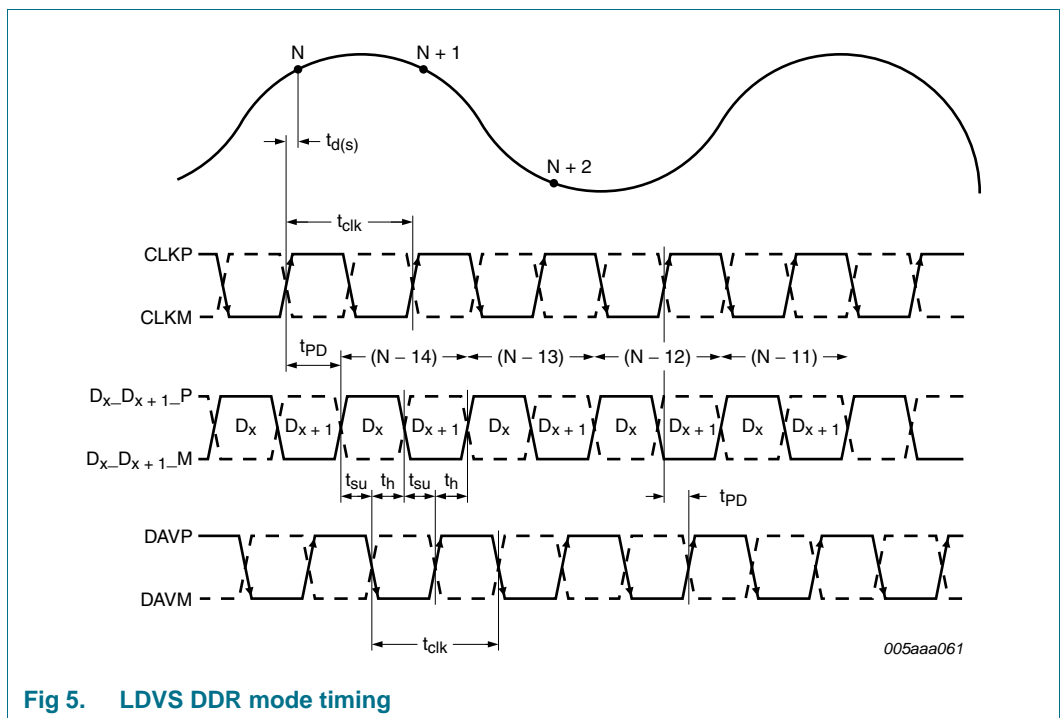 N
N + 1
t_d(s)
N + 2
t_clk
CLKP
CLKM
t_PD
(N − 14)
(N − 13)
(N − 12)
(N − 11)
D_x_D_x + 1_P
D_x
D_x + 1
D_x
D_x + 1
D_x
D_x + 1
D_x
D_x + 1
D_x
D_x + 1
D_x_D_x + 1_M
t_su
t_h
t_su
t_h
t_PD
DAVP
DAVM
t_clk
005aaa061
Fig 5. LDVS DDR mode timing